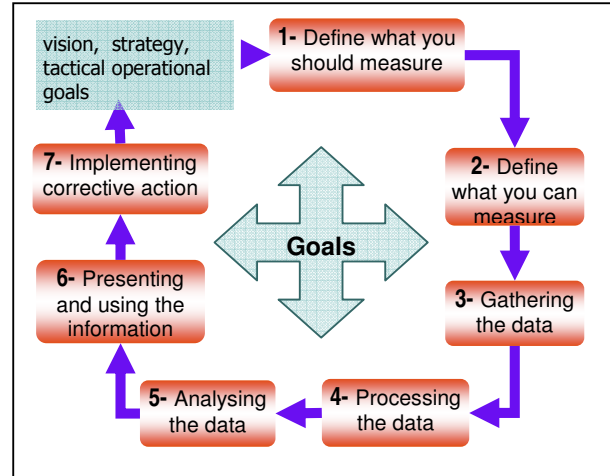 vision, strategy,
tactical operational
goals
1- Define what you
should measure
2- Define
what you can
measure
3- Gathering
the data
4- Processing
the data
5- Analysing
the data
6- Presenting
and using the
information
7- Implementing
corrective action
Goals